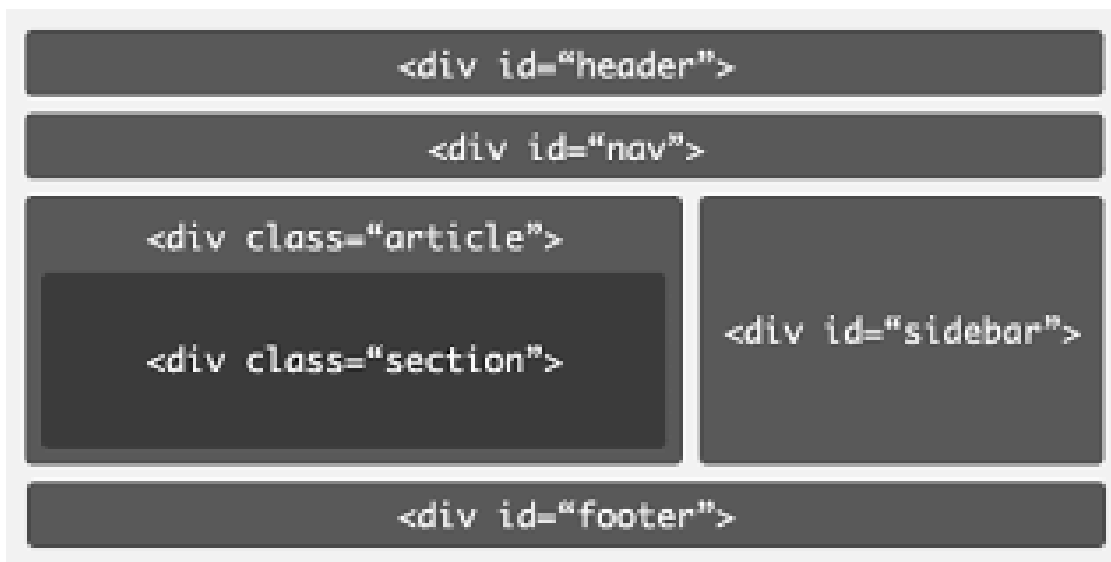 <div id=“header”>
<div id=“nav”>
<div class=“article”>
<div class=“section”>
<div id=“sidebar”>
<div id=“footer”>